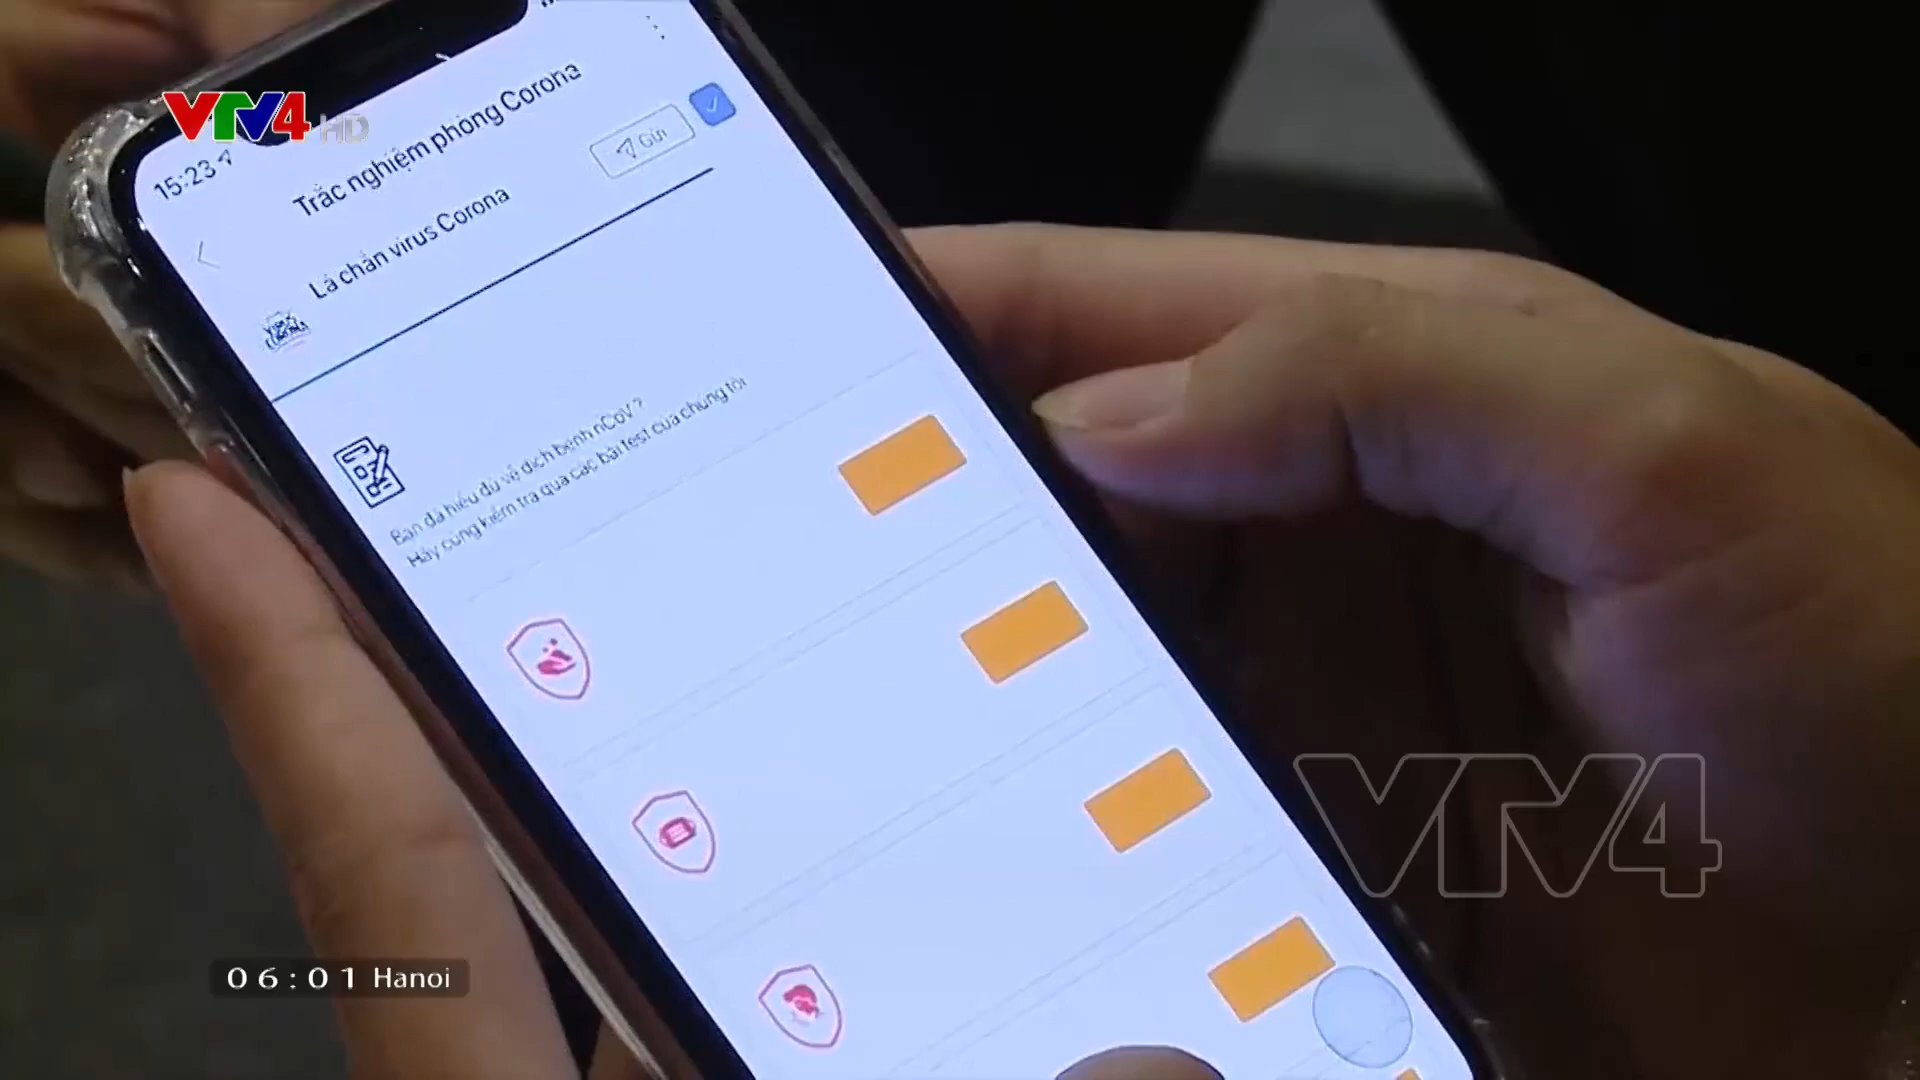 VTV4 HD
15:23
Trắc nghiệm phòng Corona
Lá chắn virus Corona
Gửi
Bạn đã hiểu đủ về dịch bệnh nCoV ?
Hãy cùng kiểm tra qua các bài test của chúng tôi
VTV4
06:01 Hanoi